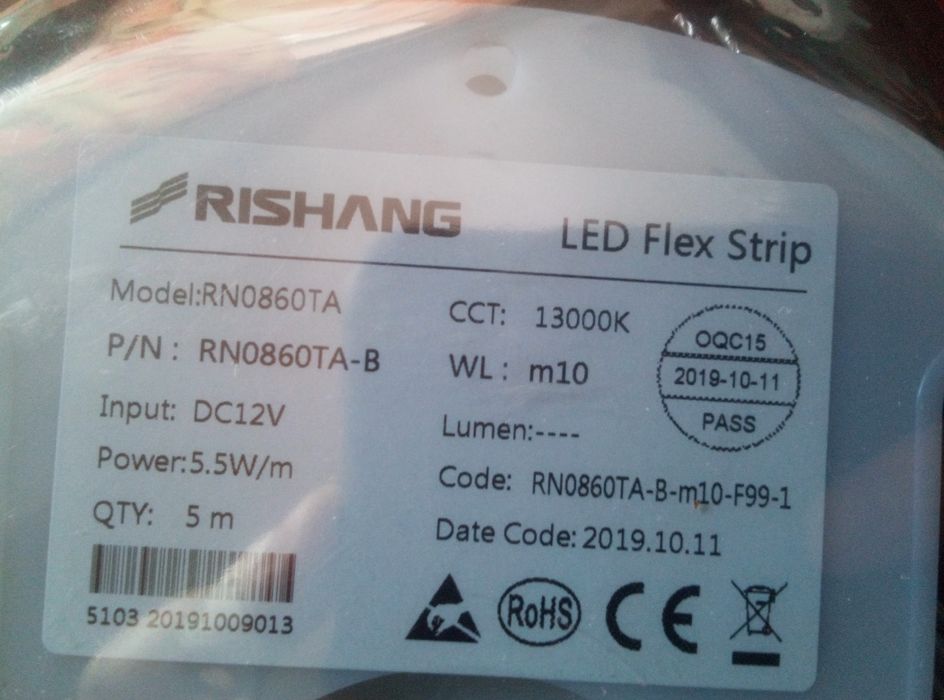 RISHANG
LED Flex Strip
Model:RN0860TA
P/N : RN0860TA-B
Input: DC12V
Power:5.5W/m
QTY: 5 m
5103 20191009013
CCT: 13000K
WL : m10
Lumen:----
Code: RN0860TA-B-m10-F99-1
Date Code: 2019.10.11
OQC15
2019-10-11
PASS
RoHS
CE